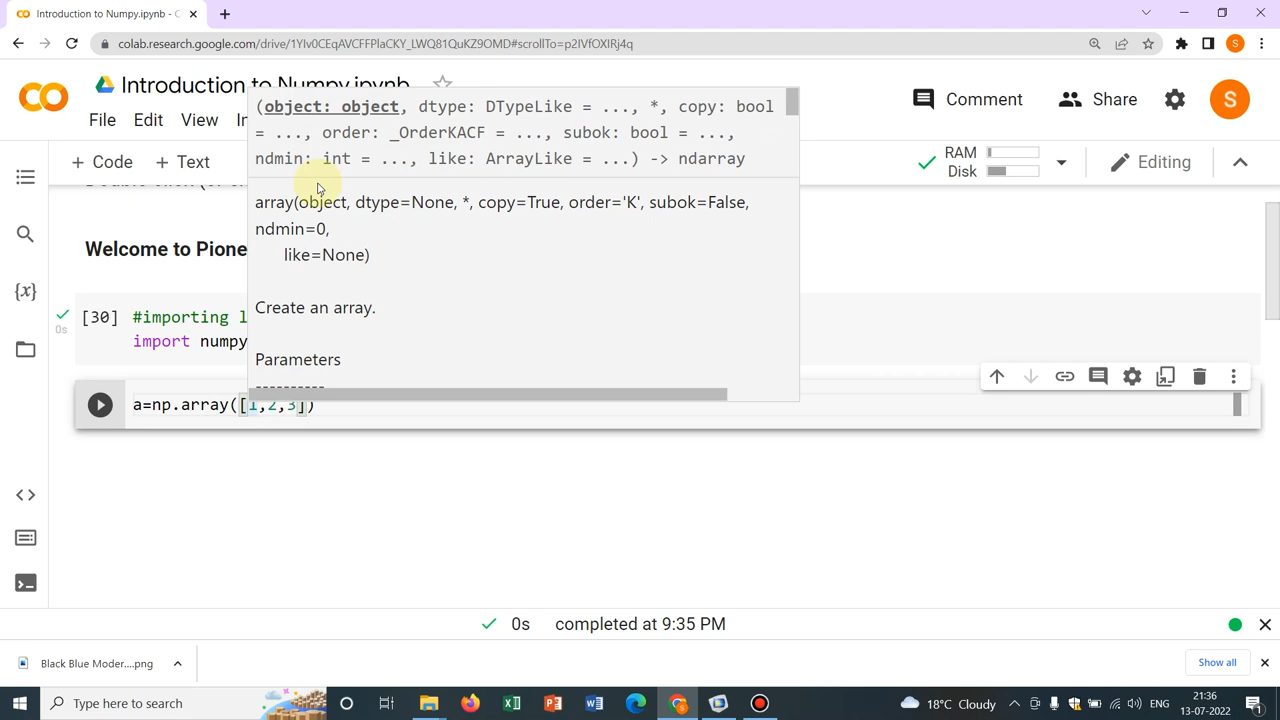 Introduction to Numpy.ipynb - C
colab.research.google.com/drive/1YIv0CEqAVCFFPlaCKY_LWQ81QuKZ9OMD#scrollTo=p2IVfOXIRj4q
Introduction to Numpy.ipynb
File Edit View In
Comment
Share
S
+ Code + Text
RAM
Disk
Editing
(object: object, dtype: DTypeLike = ..., *, copy: bool
= ..., order: _OrderKACF = ..., subok: bool = ...,
ndmin: int = ..., like: ArrayLike = ...) -> ndarray
array(object, dtype=None, *, copy=True, order='K', subok=False,
ndmin=0,
like=None)
Create an array.
Parameters
----------
Welcome to Pione
[30] #importing l
0s
import numpy
a=np.array([1,2,3])
0s completed at 9:35 PM
Black Blue Moder....png
Show all
Type here to search
18°C Cloudy
ENG
21:36
13-07-2022